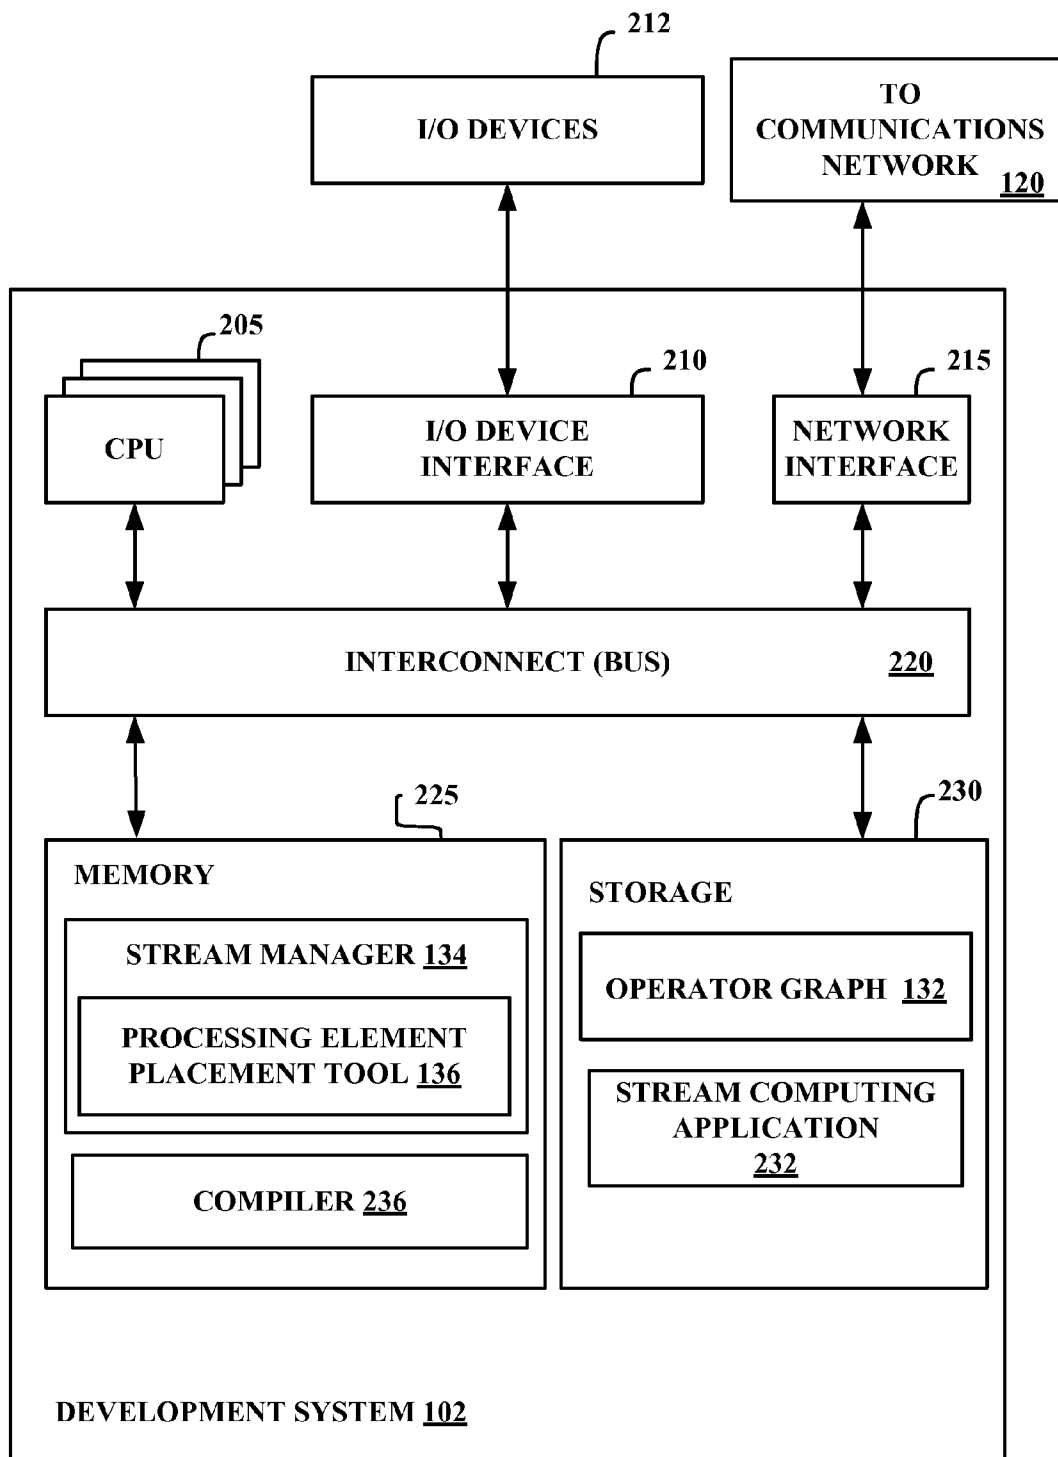 212
I/O DEVICES
TO
COMMUNICATIONS
NETWORK
120
205
210
215
CPU
I/O DEVICE
INTERFACE
NETWORK
INTERFACE
INTERCONNECT (BUS) 220
225
230
MEMORY
STREAM MANAGER 134
PROCESSING ELEMENT
PLACEMENT TOOL 136
COMPILER 236
STORAGE
OPERATOR GRAPH 132
STREAM COMPUTING
APPLICATION
232
DEVELOPMENT SYSTEM 102